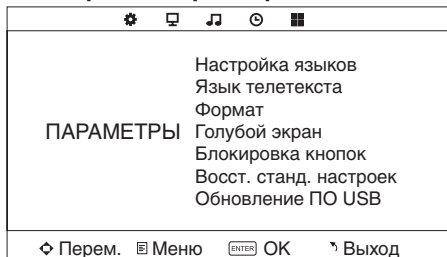 Настройка языков
Язык телетекста
Формат
ПАРАМЕТРЫ Голубой экран
Блокировка кнопок
Восст. станд. настроек
Обновление ПО USB
Перем. Меню ENTER OK Выход